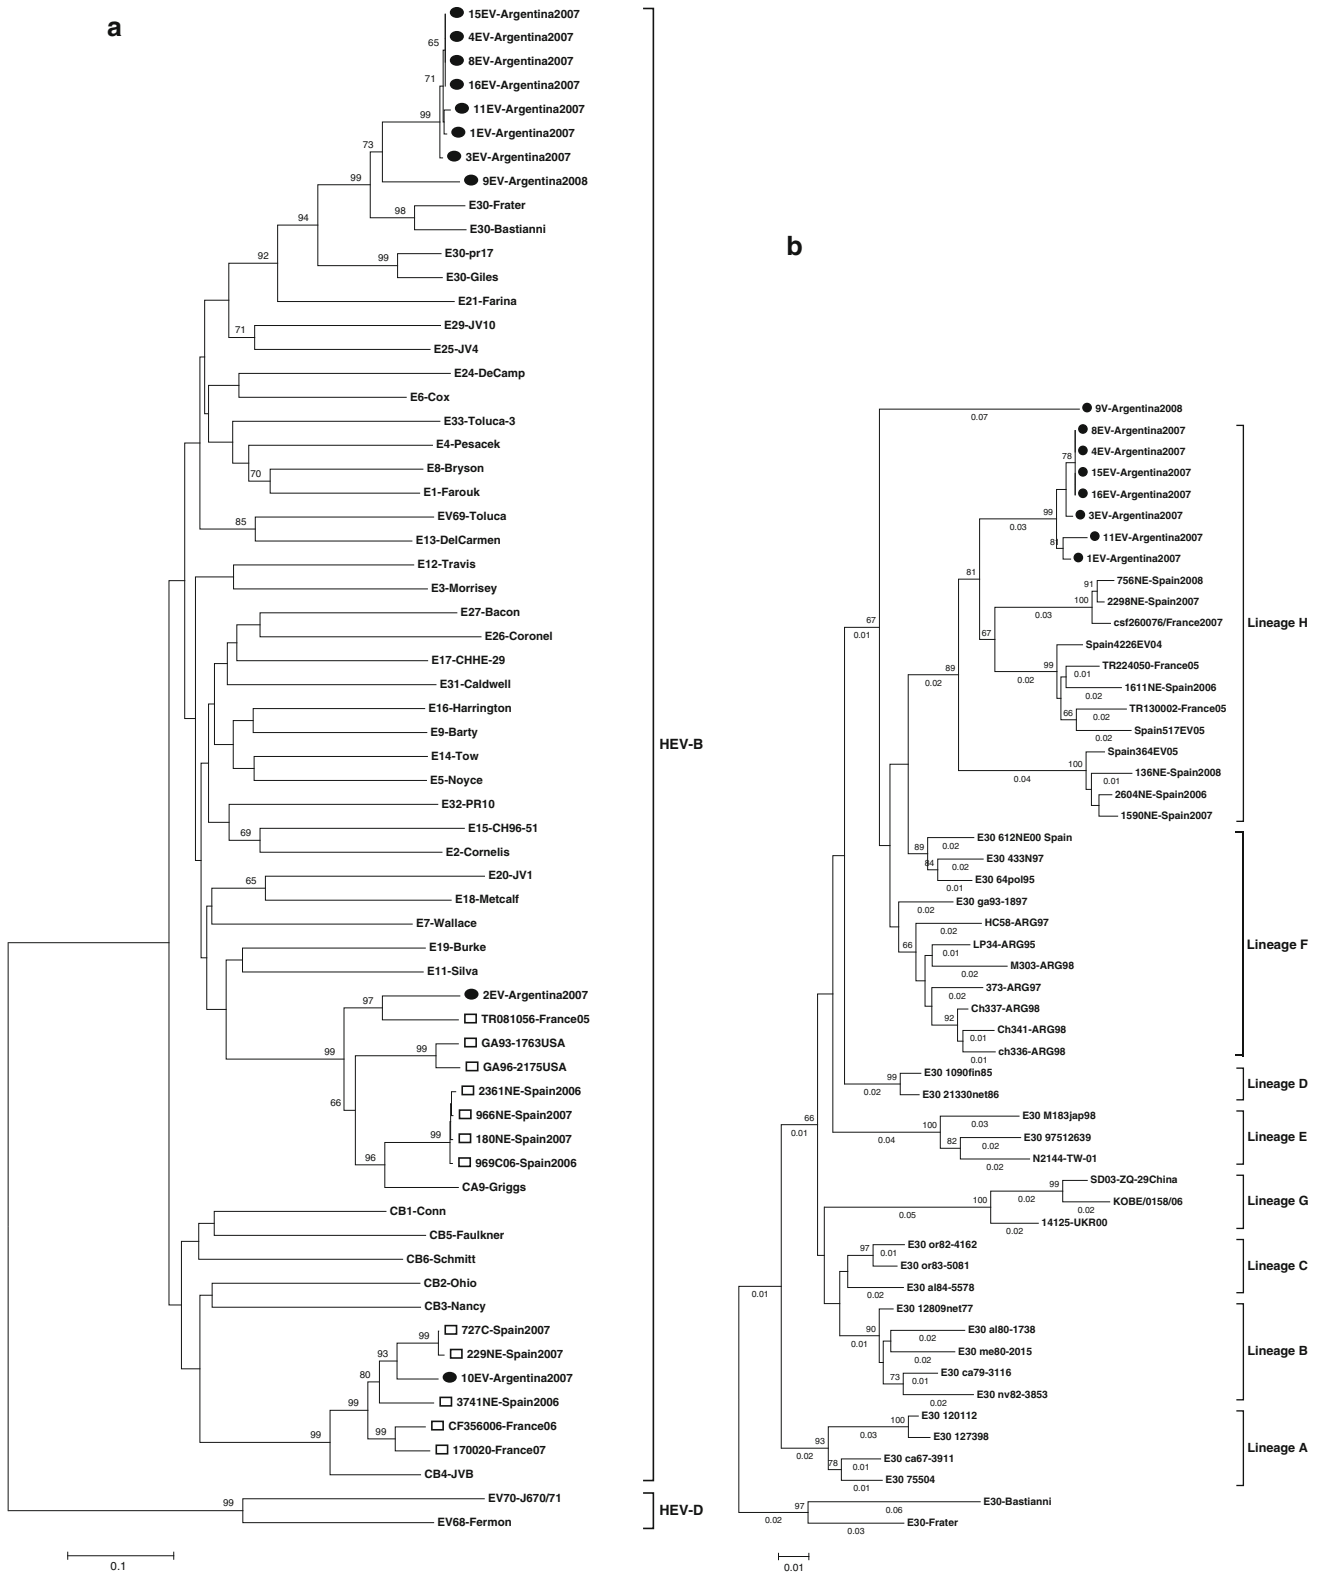 a
15EV-Argentina2007
65
4EV-Argentina2007
8EV-Argentina2007
71
16EV-Argentina2007
11EV-Argentina2007
99
1EV-Argentina2007
73
3EV-Argentina2007
99
9EV-Argentina2008
E30-Frater
98
94
E30-Bastianni
E30-pr17
92
99
E30-Giles
E21-Farina
E29-JV10
71
E25-JV4
E24-DeCamp
E6-Cox
E33-Toluca-3
E4-Pesacek
E8-Bryson
70
E1-Farouk
EV69-Toluca
85
E13-DelCarmen
E12-Travis
E3-Morrisey
E27-Bacon
E26-Coronel
E17-CHHE-29
E31-Caldwell
E16-Harrington
E9-Barty
HEV-B
E14-Tow
E5-Noyce
E32-PR10
E15-CH96-51
69
E2-Cornelis
E20-JV1
65
E18-Metcalf
E7-Wallace
E19-Burke
E11-Silva
2EV-Argentina2007
97
TR081056-France05
GA93-1763USA
99
99
GA96-2175USA
2361NE-Spain2006
66
966NE-Spain2007
99
180NE-Spain2007
96
969C06-Spain2006
CA9-Griggs
CB1-Conn
CB5-Faulkner
CB6-Schmitt
CB2-Ohio
CB3-Nancy
727C-Spain2007
99
229NE-Spain2007
93
10EV-Argentina2007
80
3741NE-Spain2006
99
CF356006-France06
99
99
170020-France07
CB4-JVB
EV70-J670/71
99
HEV-D
EV68-Fermon
0.1
b
9V-Argentina2008
0.07
8EV-Argentina2007
4EV-Argentina2007
78
15EV-Argentina2007
16EV-Argentina2007
99
3EV-Argentina2007
0.03
11EV-Argentina2007
81
1EV-Argentina2007
81
756NE-Spain2008
91
2298NE-Spain2007
100
0.03
csf260076/France2007
Lineage H
67
0.01
67
Spain4226EV04
TR224050-France05
99
0.01
89
0.02
0.02
1611NE-Spain2006
0.02
TR130002-France05
66
0.02
Spain517EV05
0.02
Spain364EV05
100
0.04
136NE-Spain2008
0.01
2604NE-Spain2006
1590NE-Spain2007
E30 612NE00 Spain
89
0.02
E30 433N97
84
0.02
E30 64pol95
0.01
E30 ga93-1897
0.02
HC58-ARG97
0.02
66
LP34-ARG95
0.01
Lineage F
M303-ARG98
0.02
373-ARG97
0.02
Ch337-ARG98
92
Ch341-ARG98
0.01
ch336-ARG98
0.01
E30 1090fin85
99
0.02
Lineage D
E30 21330net86
66
0.01
E30 M183jap98
100
0.03
0.04
E30 97512639
82
0.02
Lineage E
N2144-TW-01
0.02
SD03-ZQ-29China
99
0.02
100
0.05
KOBE/0158/06
0.02
Lineage G
14125-UKR00
0.02
E30 or82-4162
97
0.01
E30 or83-5081
Lineage C
E30 al84-5578
0.02
0.01
E30 12809net77
90
0.01
E30 al80-1738
0.02
E30 me80-2015
0.02
Lineage B
E30 ca79-3116
73
0.01
E30 nv82-3853
0.02
E30 120112
100
0.03
E30 127398
93
0.02
Lineage A
E30 ca67-3911
78
0.01
E30 75504
0.01
E30-Bastianni
97
0.06
0.02
E30-Frater
0.03
0.01